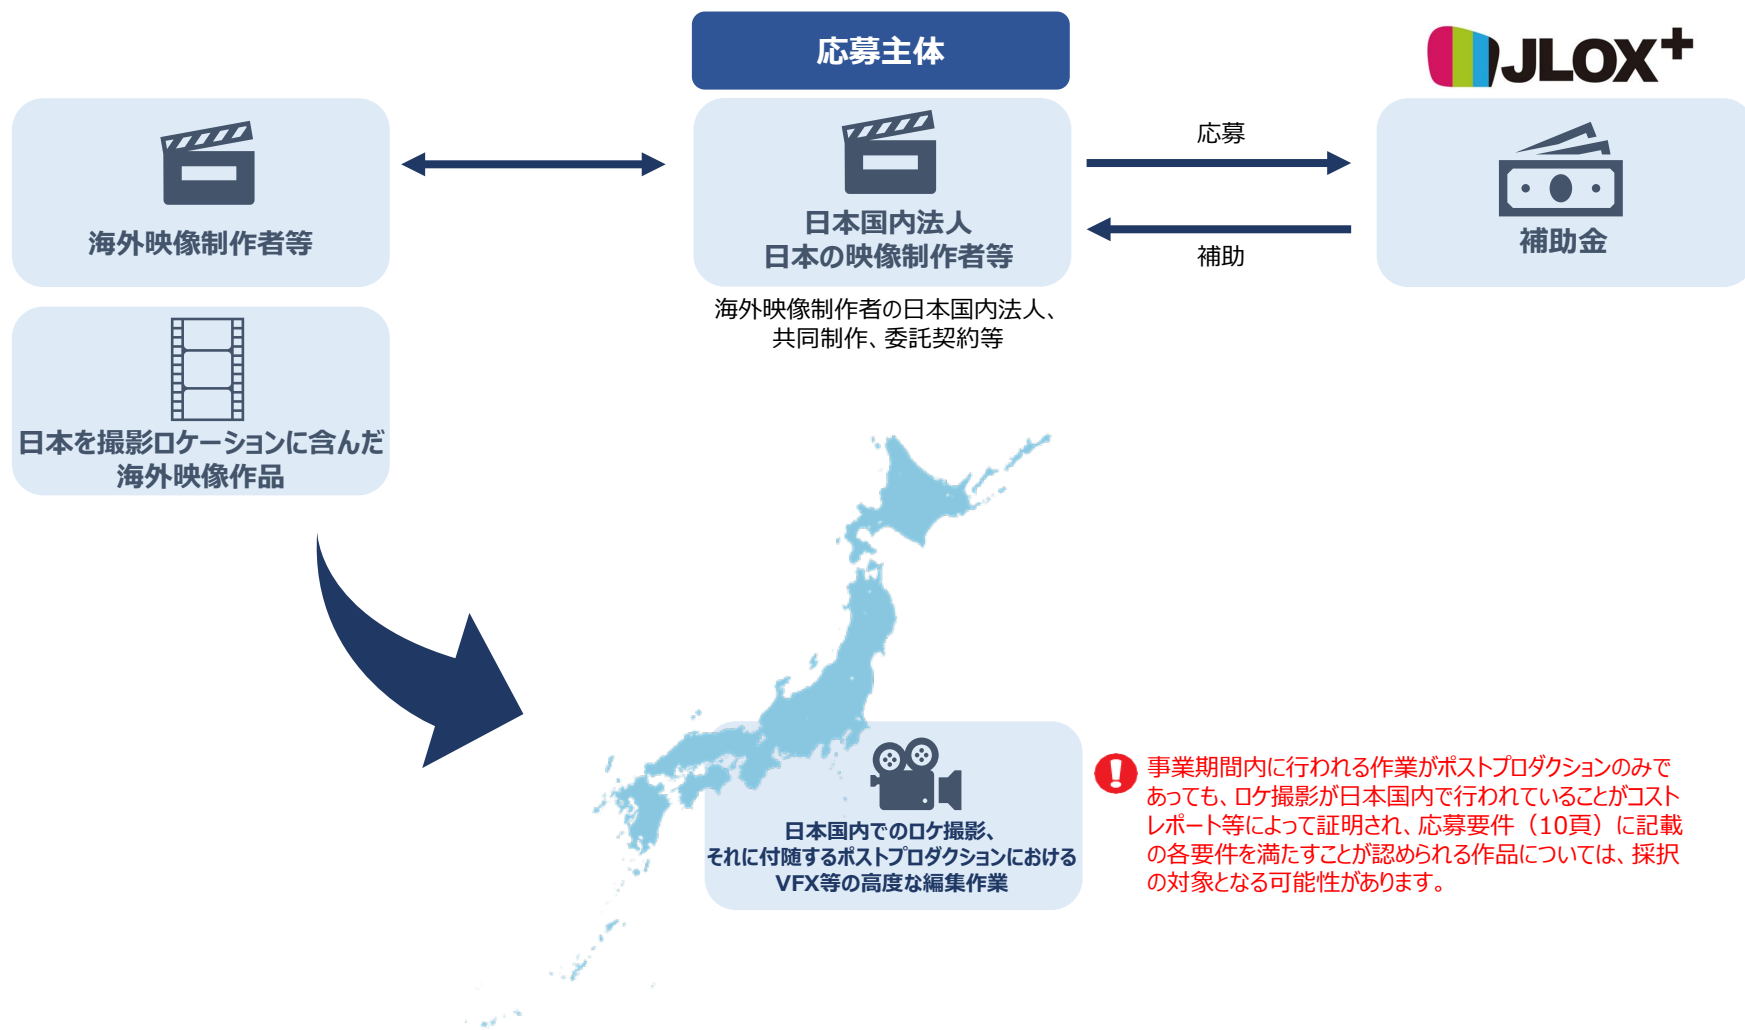 応募主体
JLOX+
海外映像制作者等
日本国内法人
日本の映像制作者等
応募
補助
補助金
海外映像制作者の日本国内法人、
共同制作、委託契約等
日本を撮影ロケーションに含んだ
海外映像作品
日本国内でのロケ撮影、
それに付随するポストプロダクションにおける
VFX等の高度な編集作業
事業期間内に行われる作業がポストプロダクションのみで
あっても、ロケ撮影が日本国内で行われていることがコスト
レポート等によって証明され、応募要件（10頁）に記載
の各要件を満たすことが認められる作品については、採択
の対象となる可能性があります。